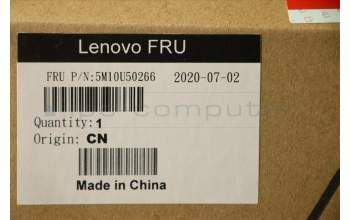 Lenovo FRU
FRU P/N:5M10U50266 2020-07-02
Quantity:1
Origin: CN
Made in China